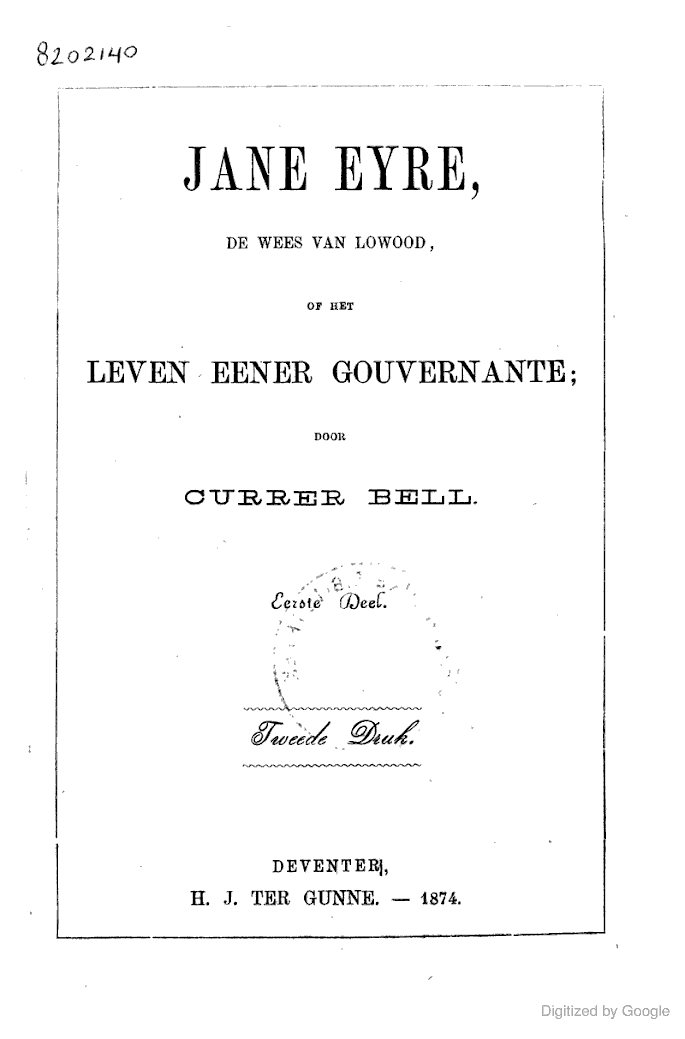 8202140
JANE EYRE,
DE WEES VAN LOWOOD,
OF HET
LEVEN EENER GOUVERNANTE;
DOOR
CURRER BELL.
Eerste Deel.
Tweede Druk.
DEVENTER,
H. J. TER GUNNE. — 1874.
Digitized by Google